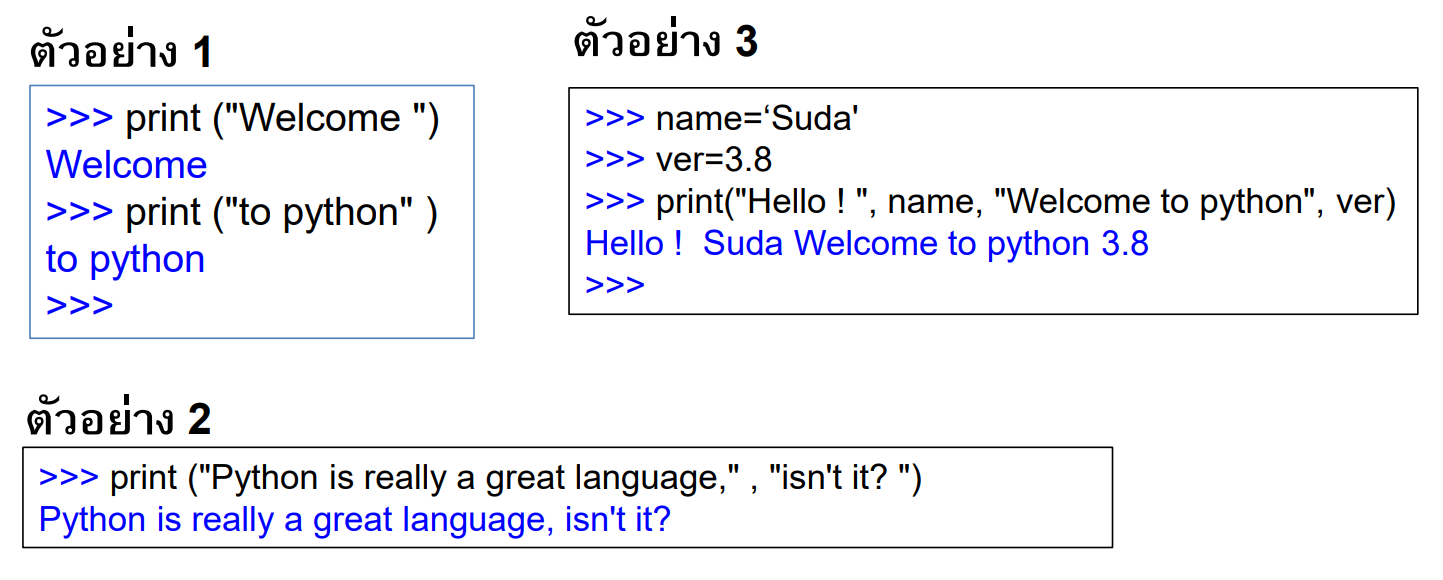 ตัวอย่าง 1
>>> print ("Welcome ")
Welcome
>>> print ("to python" )
to python
>>>
ตัวอย่าง 3
>>> name=‘Suda'
>>> ver=3.8
>>> print("Hello ! ", name, "Welcome to python", ver)
Hello !  Suda Welcome to python 3.8
>>>
ตัวอย่าง 2
>>> print ("Python is really a great language," , "isn't it? ")
Python is really a great language, isn't it?